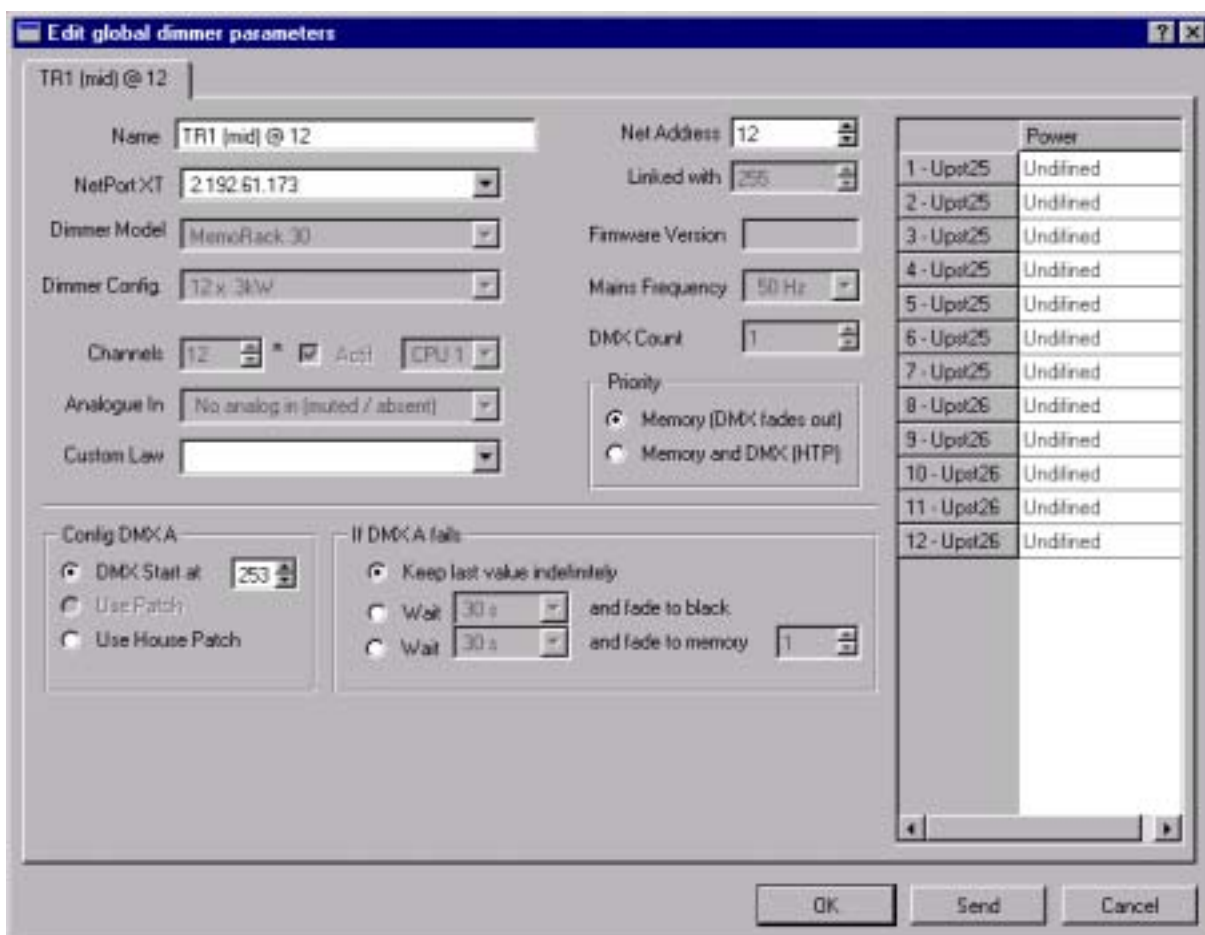 Edit global dimmer parameters
TR1 (mid) @ 12
Name TR1 (mid) @ 12
NetPort XT 2.192.61.173
Dimmer Model MemoRack 30
Dimmer Config. 12 x 3kW
Channels 12 * Actif CPU 1
Analogue In No analog in (muted / absent)
Custom Law
Net Address 12
Linked with 255
Firmware Version
Mains Frequency 50 Hz
DMX Count 1
Priority
Memory (DMX fades out)
Memory and DMX (HTP)
Config DMX A
DMX Start at 253
Use Patch
Use House Patch
If DMX A fails
Keep last value indefinitely
Wait 30 s and fade to black
Wait 30 s and fade to memory 1
Power
1 - Upst25 Undifined
2 - Upst25 Undifined
3 - Upst25 Undifined
4 - Upst25 Undifined
5 - Upst25 Undifined
6 - Upst25 Undifined
7 - Upst25 Undifined
8 - Upst26 Undifined
9 - Upst26 Undifined
10 - Upst26 Undifined
11 - Upst26 Undifined
12 - Upst26 Undifined
OK Send Cancel